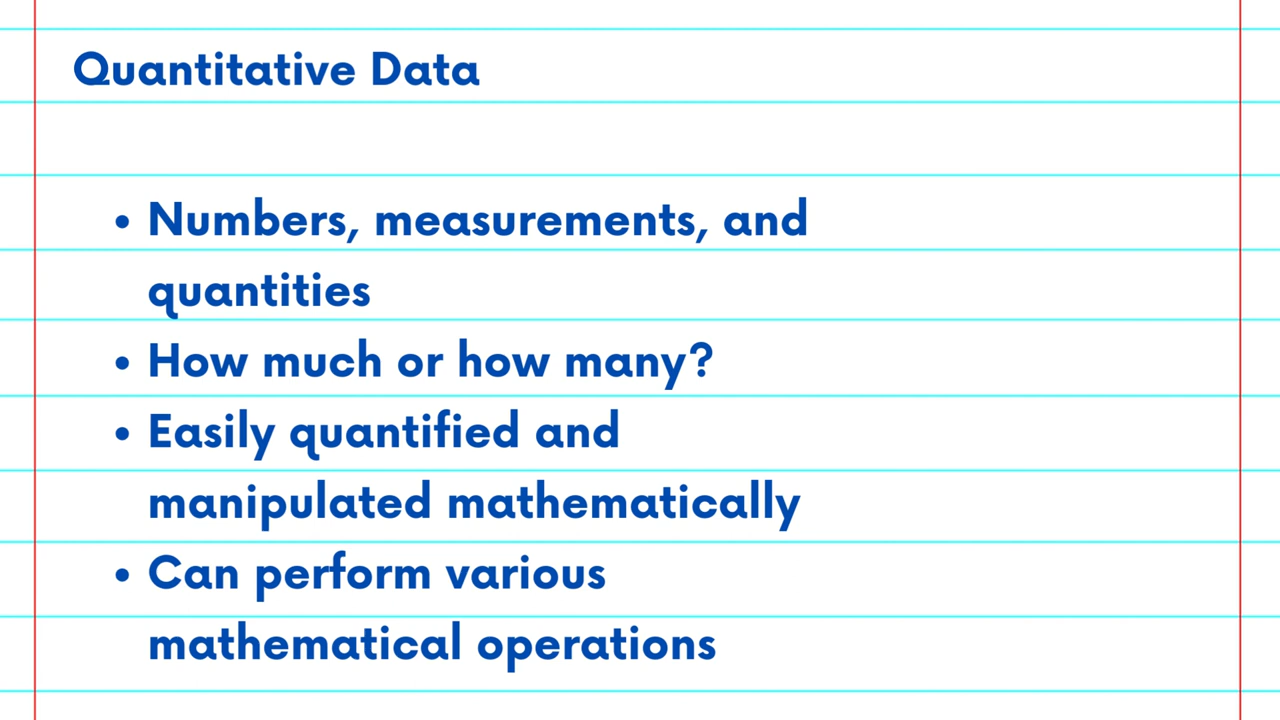 Quantitative Data
• Numbers, measurements, and
quantities
• How much or how many?
• Easily quantified and
manipulated mathematically
• Can perform various
mathematical operations